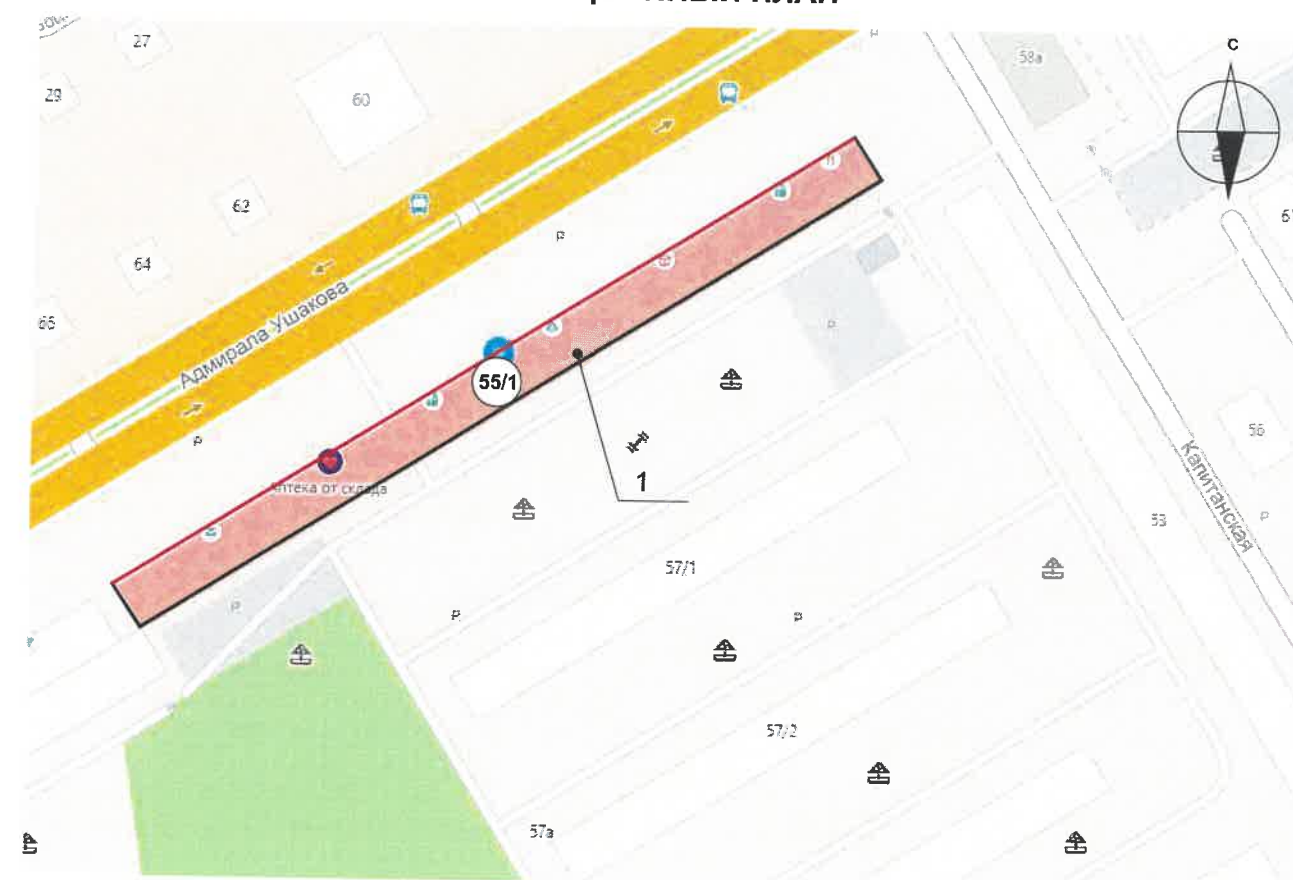 27
58а
С
29
60
62
Р
64
Адмирала Ушакова
66
Р
55/1
Р
56
Аптека от склада
1
Капитанская
Р
53
57/1
Р
Р
Р
57/2
57а